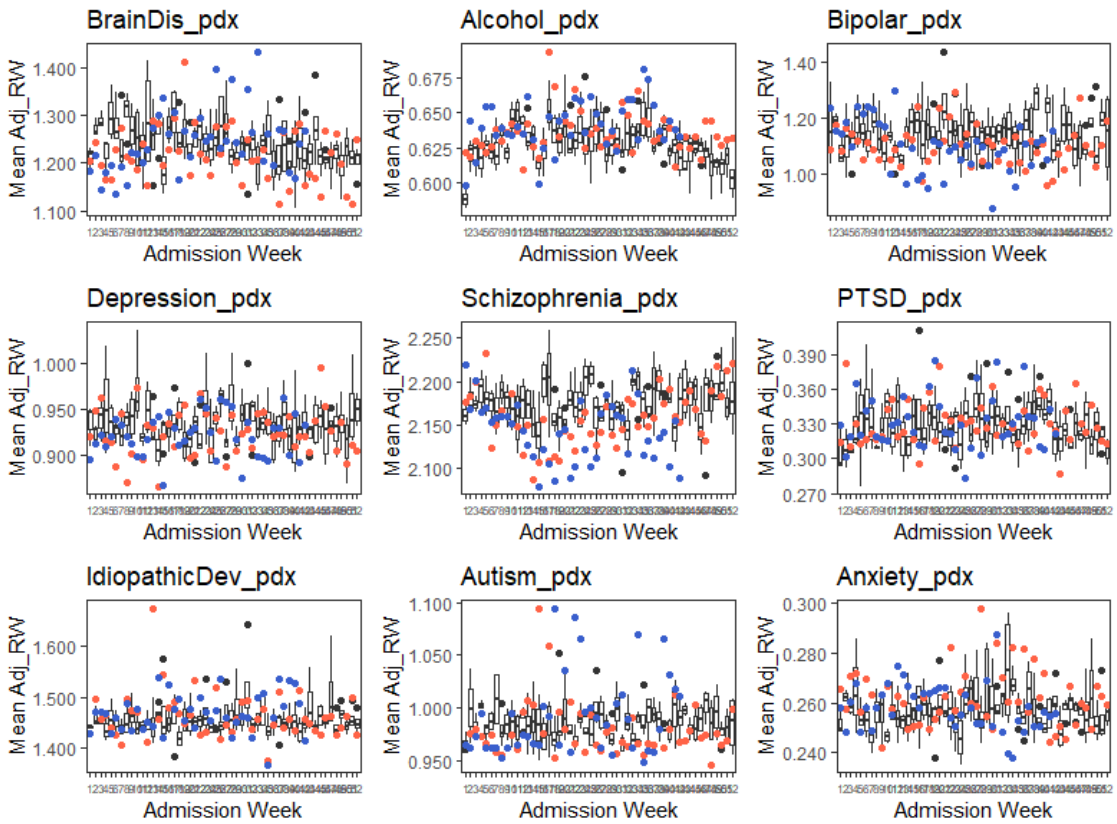 BrainDis_pdx
Mean Adj_RW
1.400
1.300
1.200
1.100
Admission Week
Alcohol_pdx
Mean Adj_RW
0.675
0.650
0.625
0.600
Admission Week
Bipolar_pdx
Mean Adj_RW
1.40
1.20
1.00
Admission Week
Depression_pdx
Mean Adj_RW
1.000
0.950
0.900
Admission Week
Schizophrenia_pdx
Mean Adj_RW
2.250
2.200
2.150
2.100
Admission Week
PTSD_pdx
Mean Adj_RW
0.390
0.360
0.330
0.300
0.270
Admission Week
IdiopathicDev_pdx
Mean Adj_RW
1.600
1.500
1.400
Admission Week
Autism_pdx
Mean Adj_RW
1.100
1.050
1.000
0.950
Admission Week
Anxiety_pdx
Mean Adj_RW
0.300
0.280
0.260
0.240
Admission Week